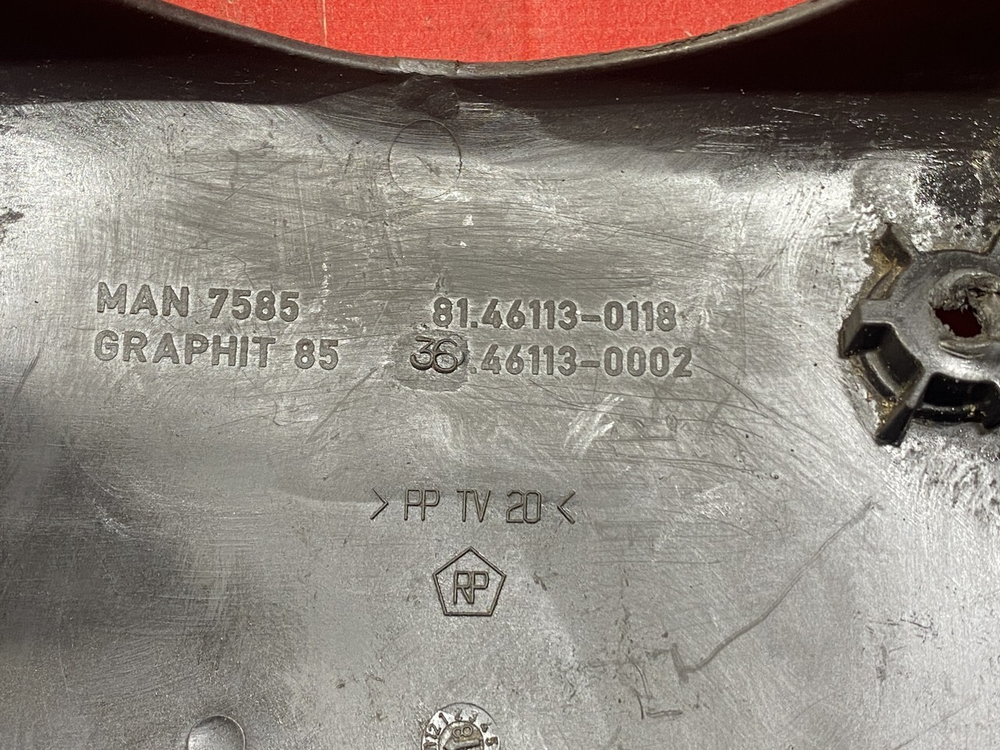 MAN 7585 81.46113-0118
GRAPHIT 85 36.46113-0002
> PP TV 20 <
RP